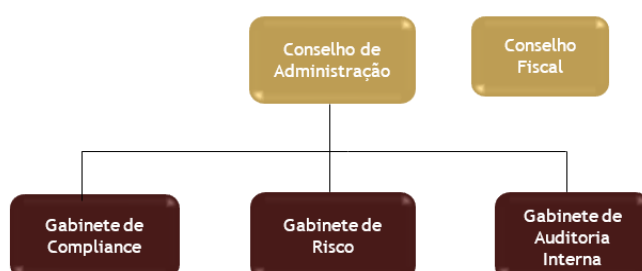 Conselho de
Administração
Conselho
Fiscal
Gabinete de
Compliance
Gabinete de
Risco
Gabinete de
Auditoria
Interna